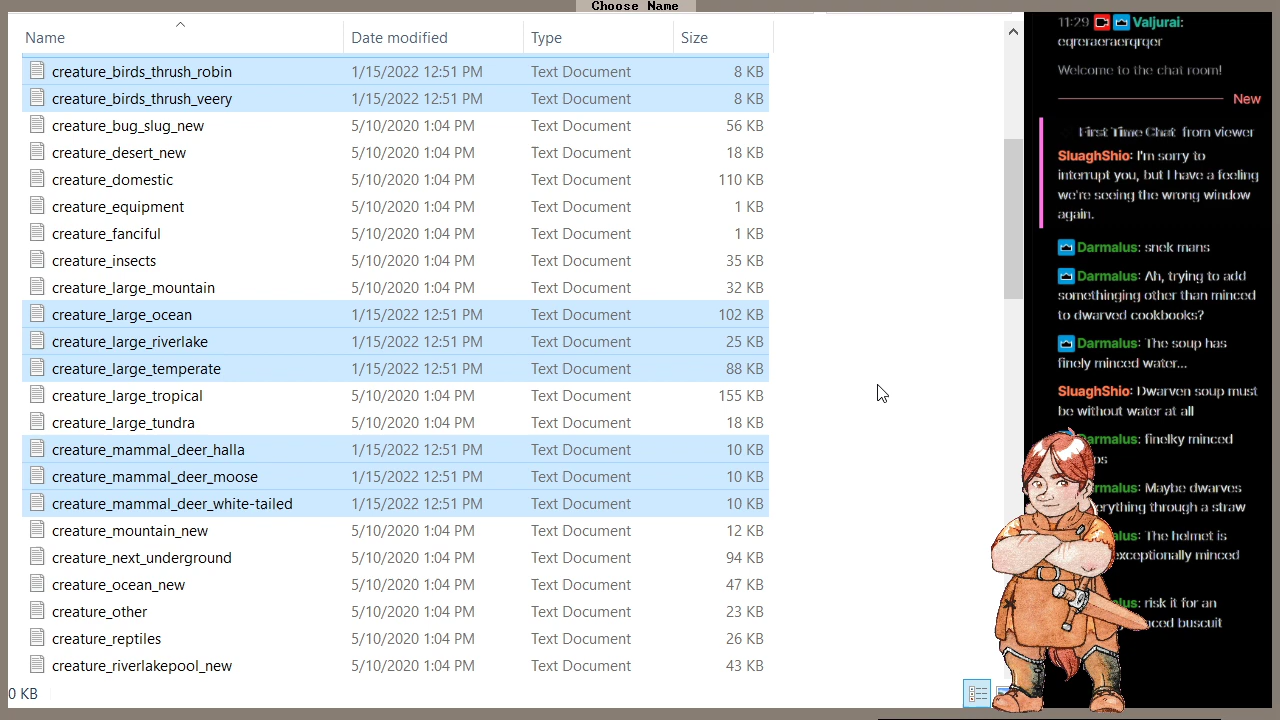 Choose Name
Name Date modified Type Size
creature_birds_thrush_robin 1/15/2022 12:51 PM Text Document 8 KB
creature_birds_thrush_veery 1/15/2022 12:51 PM Text Document 8 KB
creature_bug_slug_new 5/10/2020 1:04 PM Text Document 56 KB
creature_desert_new 5/10/2020 1:04 PM Text Document 18 KB
creature_domestic 5/10/2020 1:04 PM Text Document 110 KB
creature_equipment 5/10/2020 1:04 PM Text Document 1 KB
creature_fanciful 5/10/2020 1:04 PM Text Document 1 KB
creature_insects 5/10/2020 1:04 PM Text Document 35 KB
creature_large_mountain 5/10/2020 1:04 PM Text Document 32 KB
creature_large_ocean 1/15/2022 12:51 PM Text Document 102 KB
creature_large_riverlake 1/15/2022 12:51 PM Text Document 25 KB
creature_large_temperate 1/15/2022 12:51 PM Text Document 88 KB
creature_large_tropical 5/10/2020 1:04 PM Text Document 155 KB
creature_large_tundra 5/10/2020 1:04 PM Text Document 18 KB
creature_mammal_deer_halla 1/15/2022 12:51 PM Text Document 10 KB
creature_mammal_deer_moose 1/15/2022 12:51 PM Text Document 10 KB
creature_mammal_deer_white-tailed 1/15/2022 12:51 PM Text Document 10 KB
creature_mountain_new 5/10/2020 1:04 PM Text Document 12 KB
creature_next_underground 5/10/2020 1:04 PM Text Document 94 KB
creature_ocean_new 5/10/2020 1:04 PM Text Document 47 KB
creature_other 5/10/2020 1:04 PM Text Document 23 KB
creature_reptiles 5/10/2020 1:04 PM Text Document 26 KB
creature_riverlakepool_new 5/10/2020 1:04 PM Text Document 43 KB
0 KB
11:29 Valjurai:
Welcome to the chat room!
New
First Time Chat from viewer
SluaghShio: I'm sorry to
interrupt you, but I have a feeling
we're seeing the wrong window
again.
Darmalus: snek mans
Darmalus: Ah, trying to add
somethinging other than minced
to dwarved cookbooks?
Darmalus: The soup has
finely minced water...
SluaghShio: Dwarven soup must
be without water at all
armalus: finelky minced
os
rmalus: Maybe dwarves
erything through a straw
alus: The helmet is
exceptionally minced
lus: risk it for an
nced buscuit